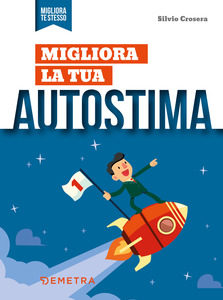 MIGLIORA
TE STESSO
Silvio Crosera
MIGLIORA
LA TUA
AUTOSTIMA
1
DEMETRA